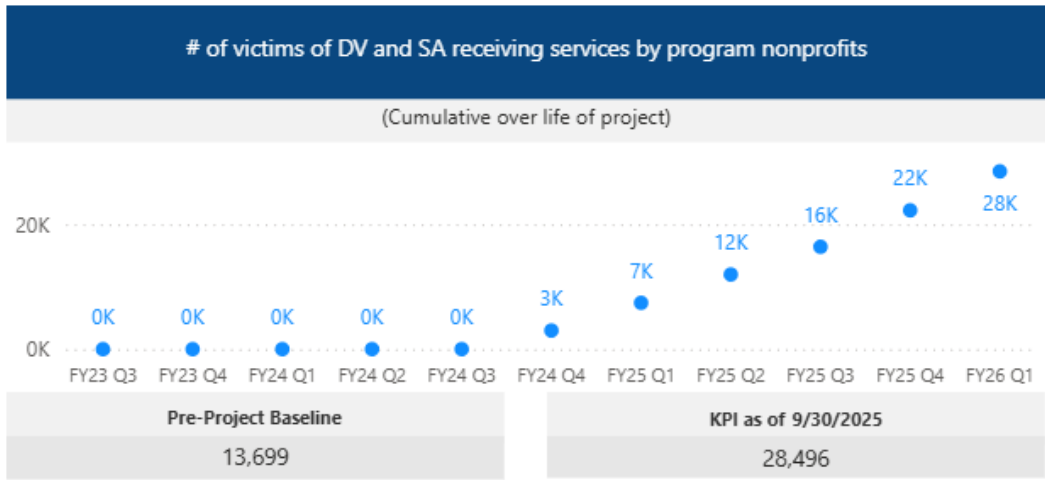 # of victims of DV and SA receiving services by program nonprofits
(Cumulative over life of project)
22K
28K
20K
16K
12K
7K
3K
0K 0K 0K 0K 0K
0K
FY23 Q3 FY23 Q4 FY24 Q1 FY24 Q2 FY24 Q3 FY24 Q4 FY25 Q1 FY25 Q2 FY25 Q3 FY25 Q4 FY26 Q1
Pre-Project Baseline KPI as of 9/30/2025
13,699 28,496